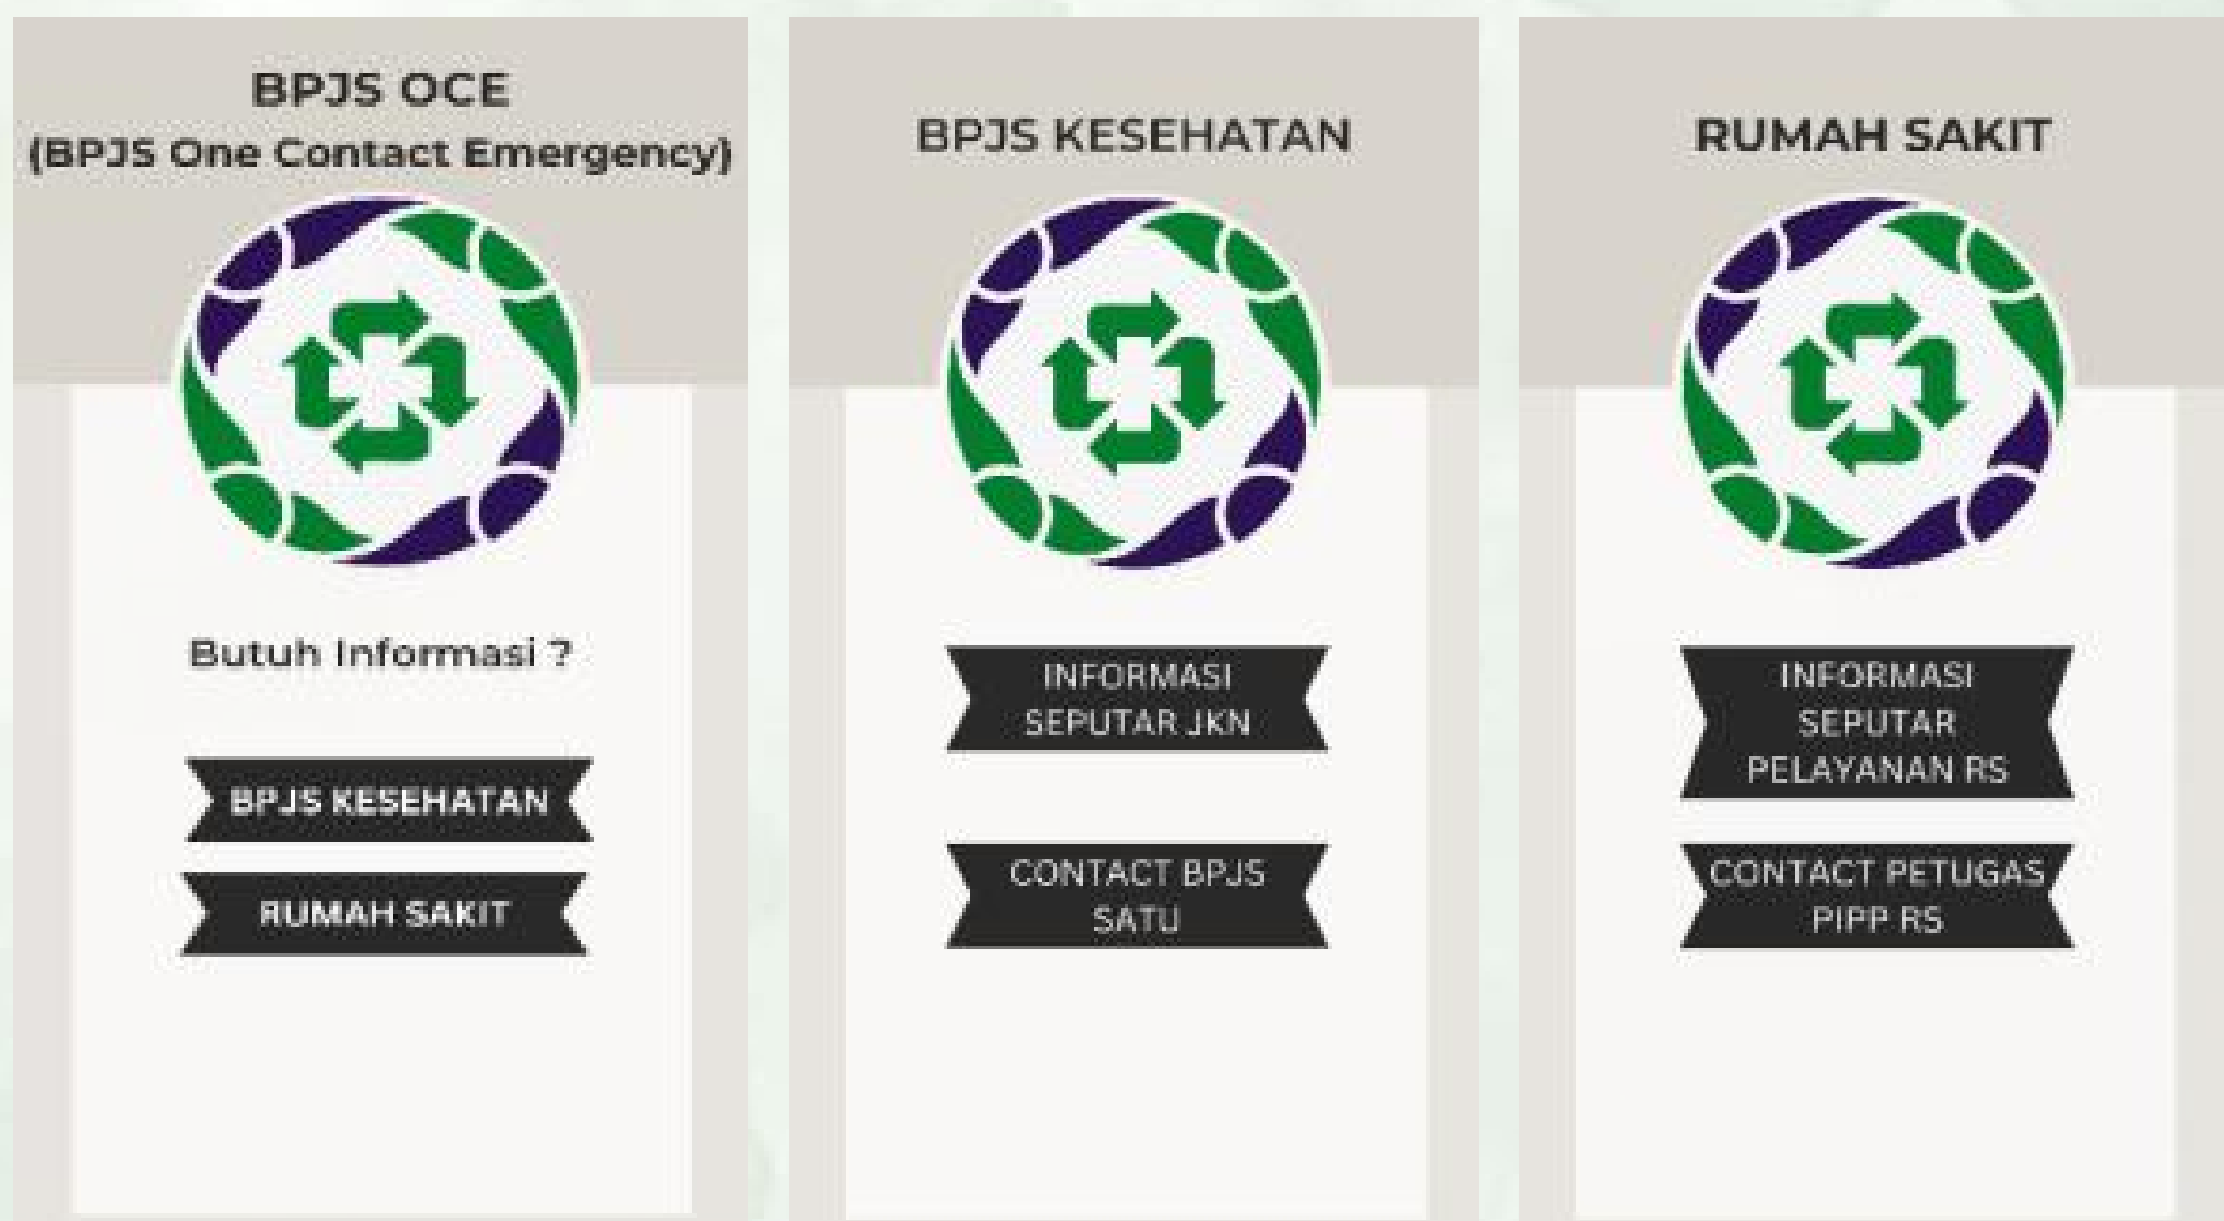 BPJS OCE
(BPJS One Contact Emergency)
Butuh Informasi ?
BPJS KESEHATAN
RUMAH SAKIT
BPJS KESEHATAN
INFORMASI
SEPUTAR JKN
CONTACT BPJS
SATU
RUMAH SAKIT
INFORMASI
SEPUTAR
PELAYANAN RS
CONTACT PETUGAS
PIPP RS